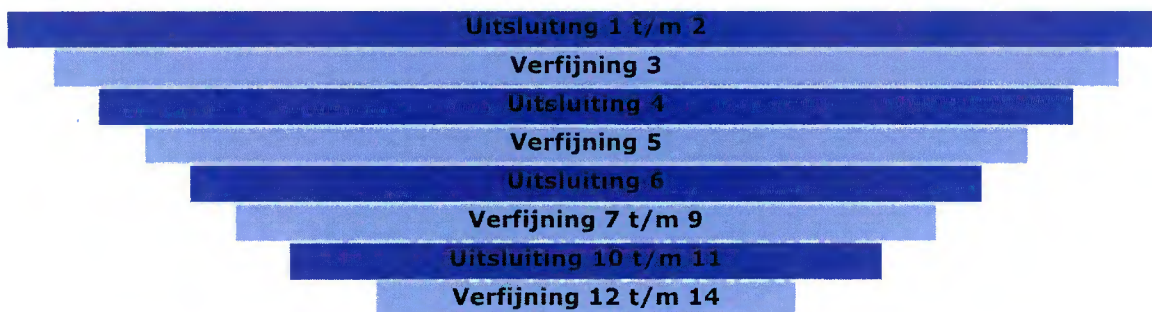 Uitsluiting 1 t/m 2
Verfijning 3
Uitsluiting 4
Verfijning 5
Uitsluiting 6
Verfijning 7 t/m 9
Uitsluiting 10 t/m 11
Verfijning 12 t/m 14